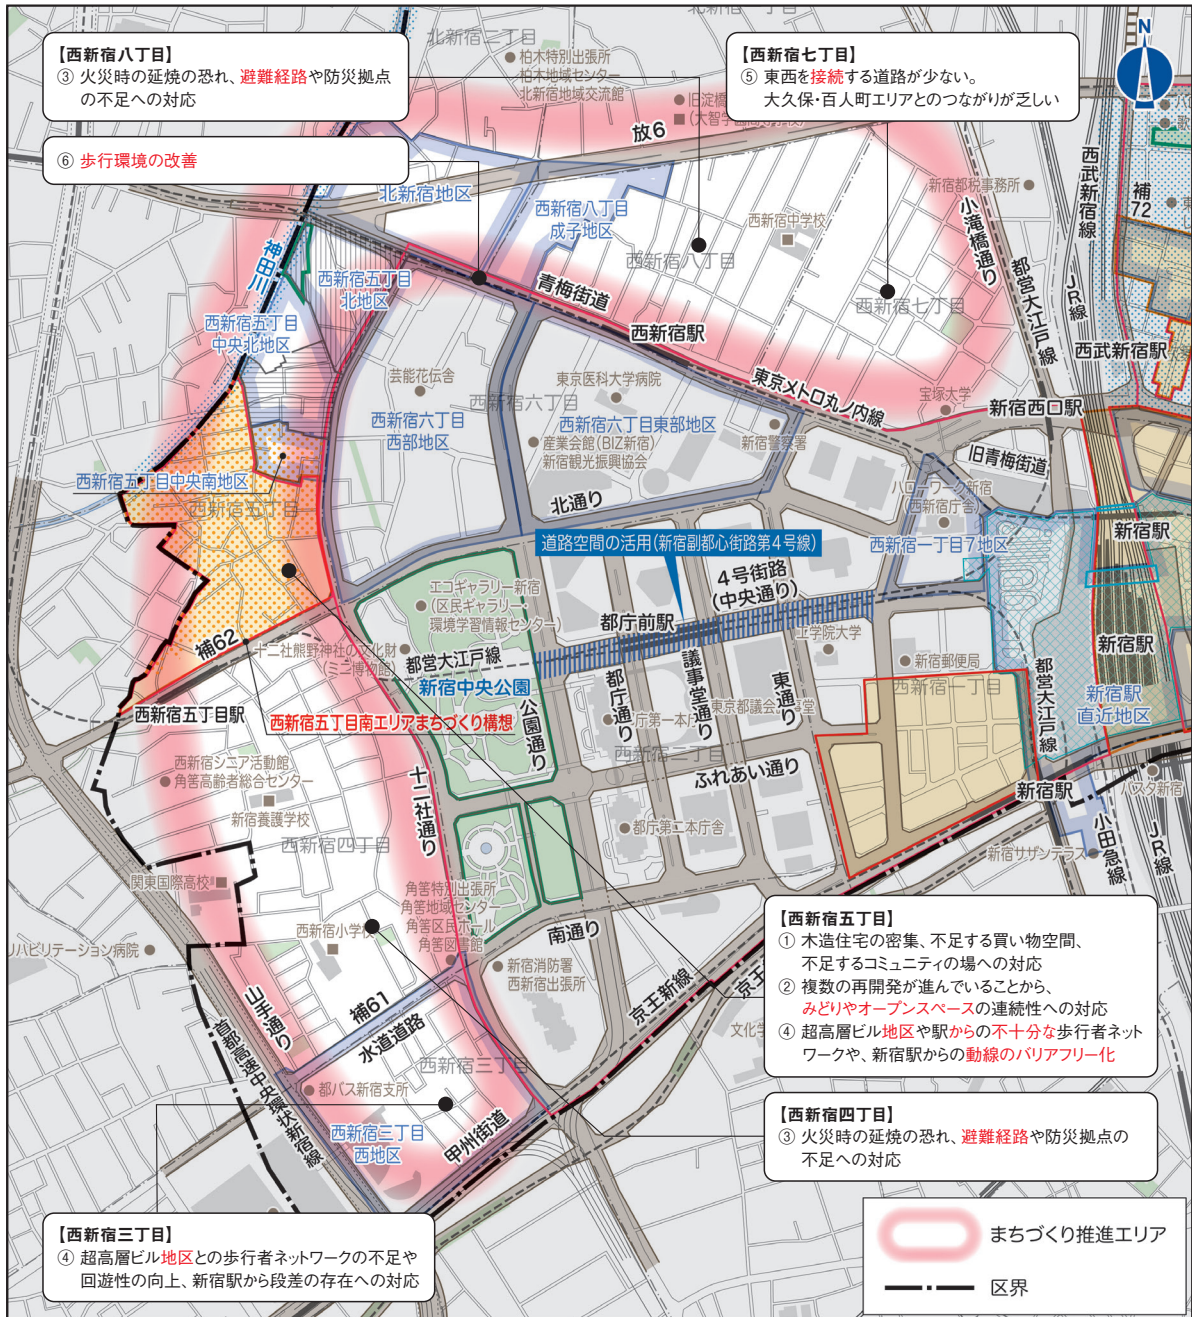 【西新宿八丁目】
③ 火災時の延焼の恐れ、避難経路や防災拠点
の不足への対応
⑥ 歩行環境の改善
【西新宿七丁目】
⑤ 東西を接続する道路が少ない。
大久保・百人町エリアとのつながりが乏しい
N
北新宿二丁目
柏木特別出張所
柏木地域センター
北新宿地域交流館
放6
北新宿地区
西新宿八丁目
成子地区
西新宿中学校
西新宿八丁目
新宿都税事務所
小滝橋通り
都営大江戸線
JR線
西武新宿線
補72
西新宿七丁目
神田川
西新宿五丁目
北地区
西新宿五丁目
中央北地区
青梅街道
西新宿駅
東京メトロ丸ノ内線
西武新宿駅
宝塚大学
新宿西口駅
芸能花伝舎
東京医科大学病院
西新宿六丁目
西新宿六丁目
西部地区
西新宿六丁目東部地区
産業会館(BIZ新宿)
新宿観光振興協会
新宿警察署
旧青梅街道
ハローワーク新宿
(西新宿庁舎)
西新宿五丁目中央南地区
西新宿五丁目
北通り
道路空間の活用(新宿副都心街路第4号線)
西新宿一丁目7地区
新宿駅
4号街路
(中央通り)
エコギャラリー新宿
(区民ギャラリー・
環境学習情報センター)
都庁前駅
工学院大学
補62
十二社熊野神社の文化財
(ミニ博物館)
都営大江戸線
新宿中央公園
新宿郵便局
西新宿一丁目
新宿駅
新宿駅
直近地区
都営大江戸線
西新宿五丁目駅
西新宿五丁目南エリアまちづくり構想
公園通り
都庁通り
議事堂通り
東通り
西新宿二丁目
ふれあい通り
西新宿シニア活動館
角筈高齢者総合センター
新宿養護学校
十二社通り
新宿駅
バスタ新宿
都庁第二本庁舎
新宿サザンテラス
小田急線
JR線
西新宿四丁目
関東国際高校
角筈特別出張所
角筈地域センター
角筈区民ホール
角筈図書館
西新宿小学校
リハビリテーション病院
南通り
新宿消防署
西新宿出張所
京王新線
山手通り
首都高速中央環状新宿線
補61
水道道路
西新宿三丁目
都バス新宿支所
西新宿三丁目
西地区
甲州街道
【西新宿五丁目】
① 木造住宅の密集、不足する買い物空間、
不足するコミュニティの場への対応
② 複数の再開発が進んでいることから、
みどりやオープンスペースの連続性への対応
④ 超高層ビル地区や駅からの不十分な歩行者ネット
ワークや、新宿駅からの動線のバリアフリー化
【西新宿四丁目】
③ 火災時の延焼の恐れ、避難経路や防災拠点の
不足への対応
【西新宿三丁目】
④ 超高層ビル地区との歩行者ネットワークの不足や
回遊性の向上、新宿駅から段差の存在への対応
まちづくり推進エリア
区界